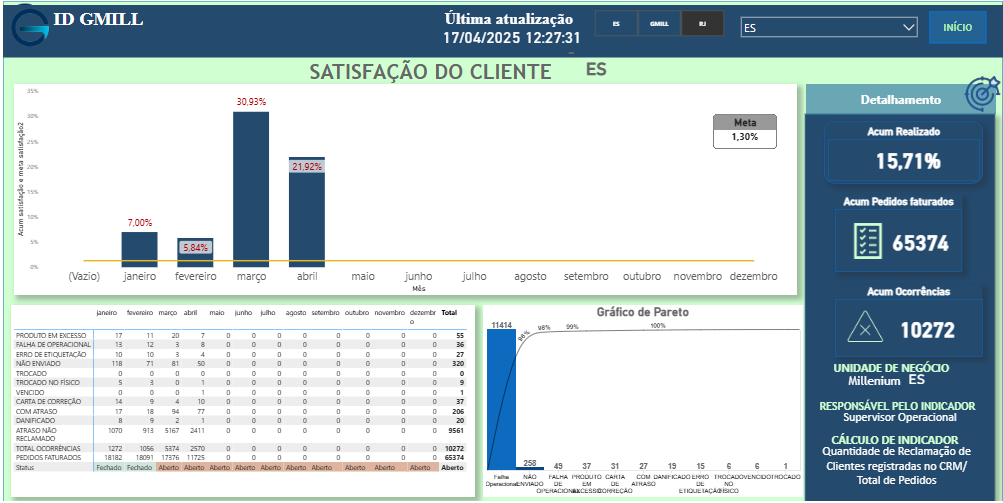 ID GMILL
Última atualização
17/04/2025 12:27:31
ES GMILL RJ
ES
INÍCIO
SATISFAÇÃO DO CLIENTE ES
Acum satisfação e meta satisfação2
35%
30%
25%
20%
15%
10%
5%
0%
7,00%
5,84%
30,93%
21,92%
Meta
1,30%
(Vazio) janeiro fevereiro março abril maio junho julho agosto setembro outubro novembro dezembro
Mês
Detalhamento
Acum Realizado
15,71%
Acum Pedidos faturados
65374
Acum Ocorrências
10272
UNIDADE DE NEGÓCIO
Millenium ES
RESPONSÁVEL PELO INDICADOR
Supervisor Operacional
CÁLCULO DE INDICADOR
Quantidade de Reclamação de
Clientes registradas no CRM/
Total de Pedidos
janeiro fevereiro março abril maio junho julho agosto setembro outubro novembro dezembr Total
o
PRODUTO EM EXCESSO 17 11 20 7 0 0 0 0 0 0 0 0 55
FALHA DE OPERACIONAL 13 12 3 8 0 0 0 0 0 0 0 0 36
ERRO DE ETIQUETAÇÃO 10 10 3 4 0 0 0 0 0 0 0 0 27
NÃO ENVIADO 118 71 81 50 0 0 0 0 0 0 0 0 320
TROCADO 0 0 0 0 0 0 0 0 0 0 0 0 0
TROCADO NO FÍSICO 5 3 0 1 0 0 0 0 0 0 0 0 9
VENCIDO 0 0 0 1 0 0 0 0 0 0 0 0 1
CARTA DE CORREÇÃO 14 9 4 10 0 0 0 0 0 0 0 0 37
COM ATRASO 17 18 94 77 0 0 0 0 0 0 0 0 206
DANIFICADO 8 9 2 1 0 0 0 0 0 0 0 0 20
ATRASO NÃO 1070 913 5167 2411 0 0 0 0 0 0 0 0 9561
RECLAMADO
TOTAL OCORRÊNCIAS 1272 1056 5374 2570 0 0 0 0 0 0 0 0 10272
PEDIDOS FATURADOS 18182 18091 17376 11725 0 0 0 0 0 0 0 0 65374
Status Fechado Fechado Aberto Aberto Aberto Aberto Aberto Aberto Aberto Aberto Aberto Aberto Aberto
Gráfico de Pareto
11414
96% 98% 99% 100%
258 49 37 31 27 19 15 6 6 1
Falha NÃO FALHA PRODUTO CARTA COM DANIFICADO ERRO TROCADO VENCIDO TROCADO
Operacional ENVIADO DE EM DE ATRASO DE NO
OPERACIONAL EXCESSO CORREÇÃO ETIQUETAÇÃO FÍSICO